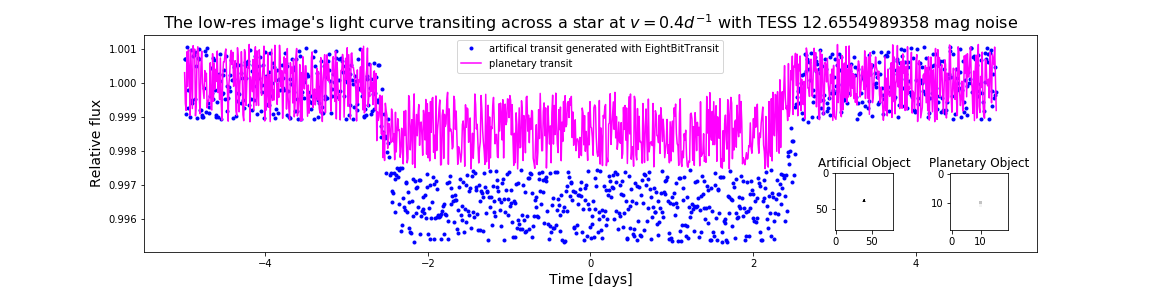 The low-res image's light curve transiting across a star at v = 0.4d⁻¹ with TESS 12.6554989358 mag noise
artifical transit generated with EightBitTransit
planetary transit
Relative flux
1.001
1.000
0.999
0.998
0.997
0.996
Artificial Object
0
50
0 50
Planetary Object
0
10
0 10
−4 −2 0 2 4
Time [days]